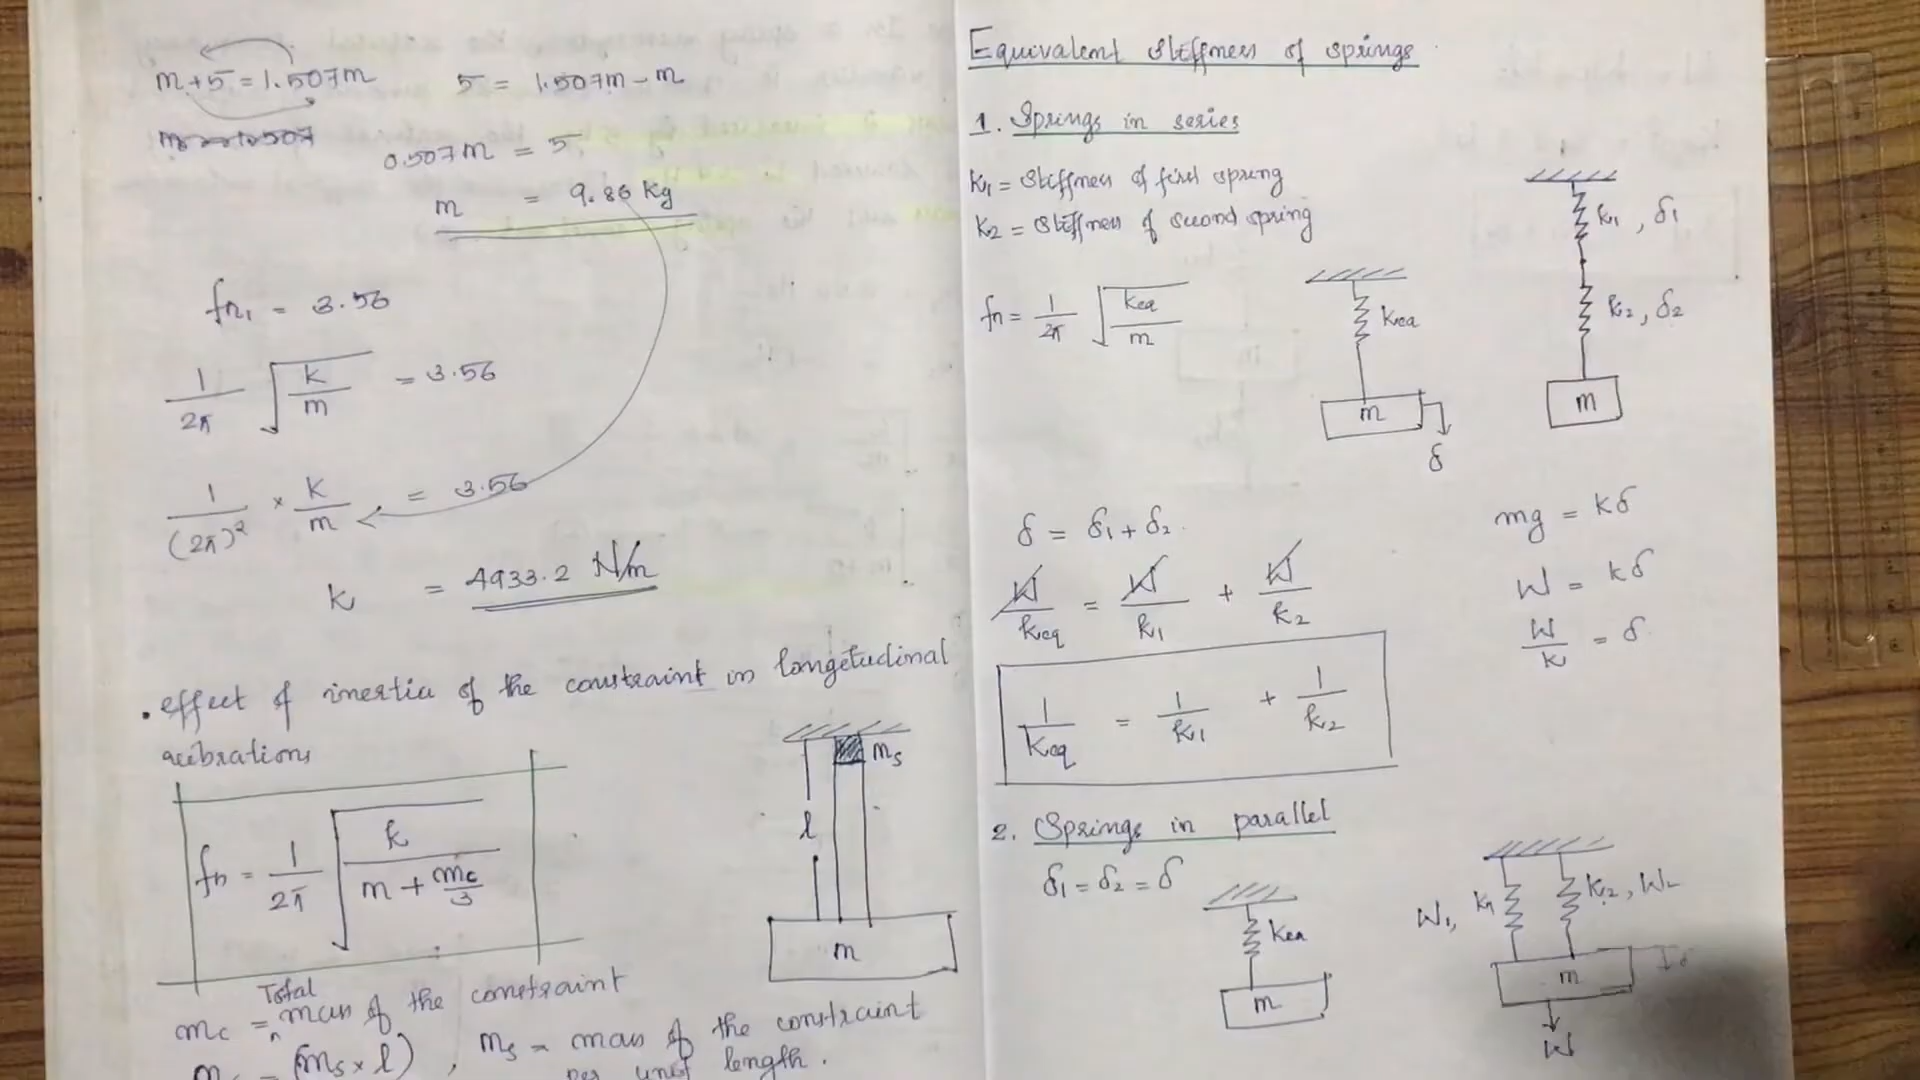 m+5 = 1.507m    5 = 1.507m - m
0.507m = 5
m = 9.86 Kg
fn₁ = 3.56
1/2π √(k/m) = 3.56
1/(2π)² × k/m = 3.56
k = 4933.2 N/m
• effect of inertia of the constraint in longetudinal
vibrations
fn = 1/2π √(k/(m + mc/3))
ms
l
m
mc = Total mass of the constraint
(ms × l) , ms = mass of the constraint
per unit length.
Equivalent stiffness of springs
1. Springs in series
k1 = Stiffness of first spring
k2 = Stiffness of second spring
fn = 1/2π √(keq/m)
keq
m
δ
k1, δ1
k2, δ2
m
δ = δ1 + δ2
W/keq = W/k1 + W/k2
1/keq = 1/k1 + 1/k2
mg = kδ
W = kδ
W/k = δ
2. Springs in parallel
δ1 = δ2 = δ
keq
m
W1, k1
k2, W2
m
W